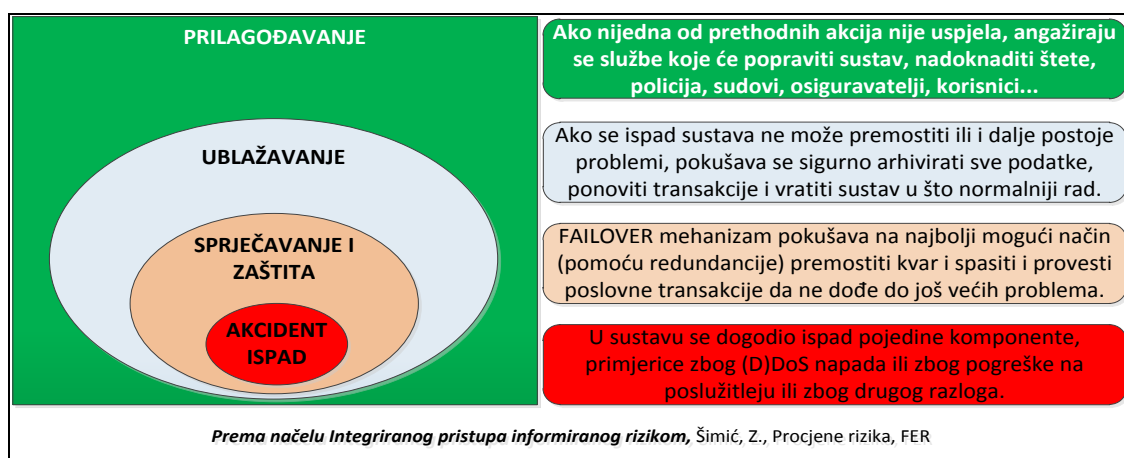 PRILAGOĐAVANJE
UBLAŽAVANJE
SPRJEČAVANJE I
ZAŠTITA
AKCIDENT
ISPAD
Ako nijedna od prethodnih akcija nije uspjela, angažiraju
se službe koje će popraviti sustav, nadoknaditi štete,
policija, sudovi, osiguravatelji, korisnici...
Ako se ispad sustava ne može premostiti ili i dalje postoje
problemi, pokušava se sigurno arhivirati sve podatke,
ponoviti transakcije i vratiti sustav u što normalniji rad.
FAILOVER mehanizam pokušava na najbolji mogući način
(pomoću redundancije) premostiti kvar i spasiti i provesti
poslovne transakcije da ne dođe do još većih problema.
U sustavu se dogodio ispad pojedine komponente,
primjerice zbog (D)DoS napada ili zbog pogreške na
poslužitleju ili zbog drugog razloga.
Prema načelu Integriranog pristupa informiranog rizikom, Šimić, Z., Procjene rizika, FER